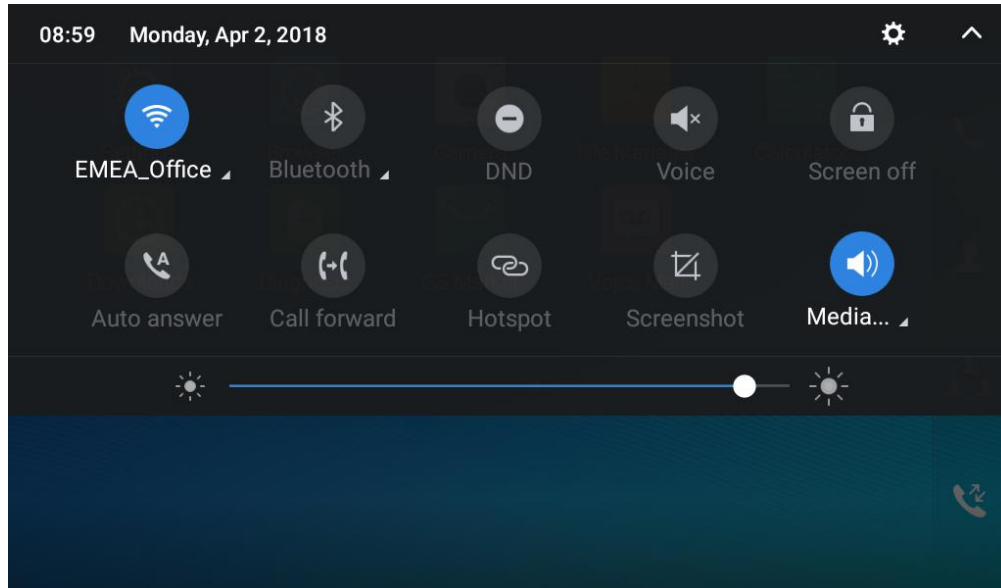 08:59 Monday, Apr 2, 2018
EMEA_Office Bluetooth DND Voice Screen off
Auto answer Call forward Hotspot Screenshot Media...